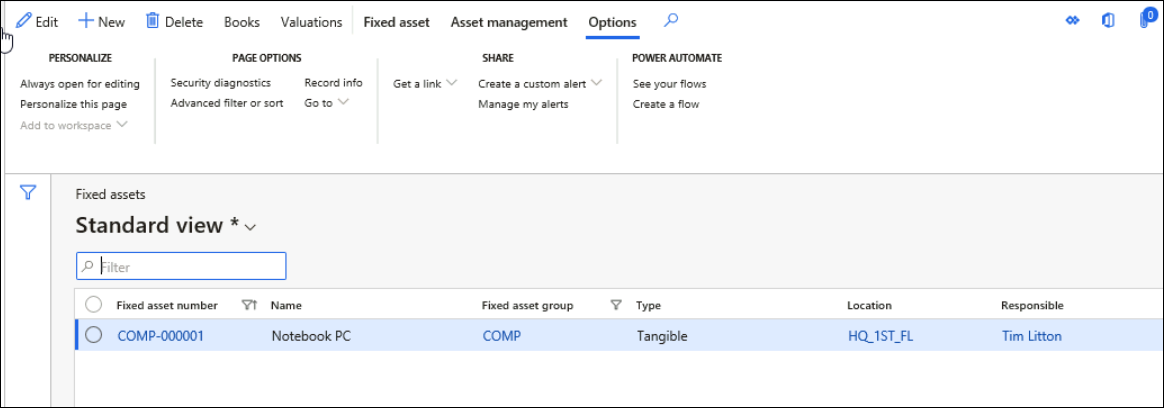 Edit New Delete Books Valuations Fixed asset Asset management Options 0
PERSONALIZE PAGE OPTIONS SHARE POWER AUTOMATE
Always open for editing Security diagnostics Record info Get a link Create a custom alert See your flows
Personalize this page Advanced filter or sort Go to Manage my alerts Create a flow
Add to workspace
Fixed assets
Standard view *
Filter
Fixed asset number Name Fixed asset group Type Location Responsible
COMP-000001 Notebook PC COMP Tangible HQ_1ST_FL Tim Litton